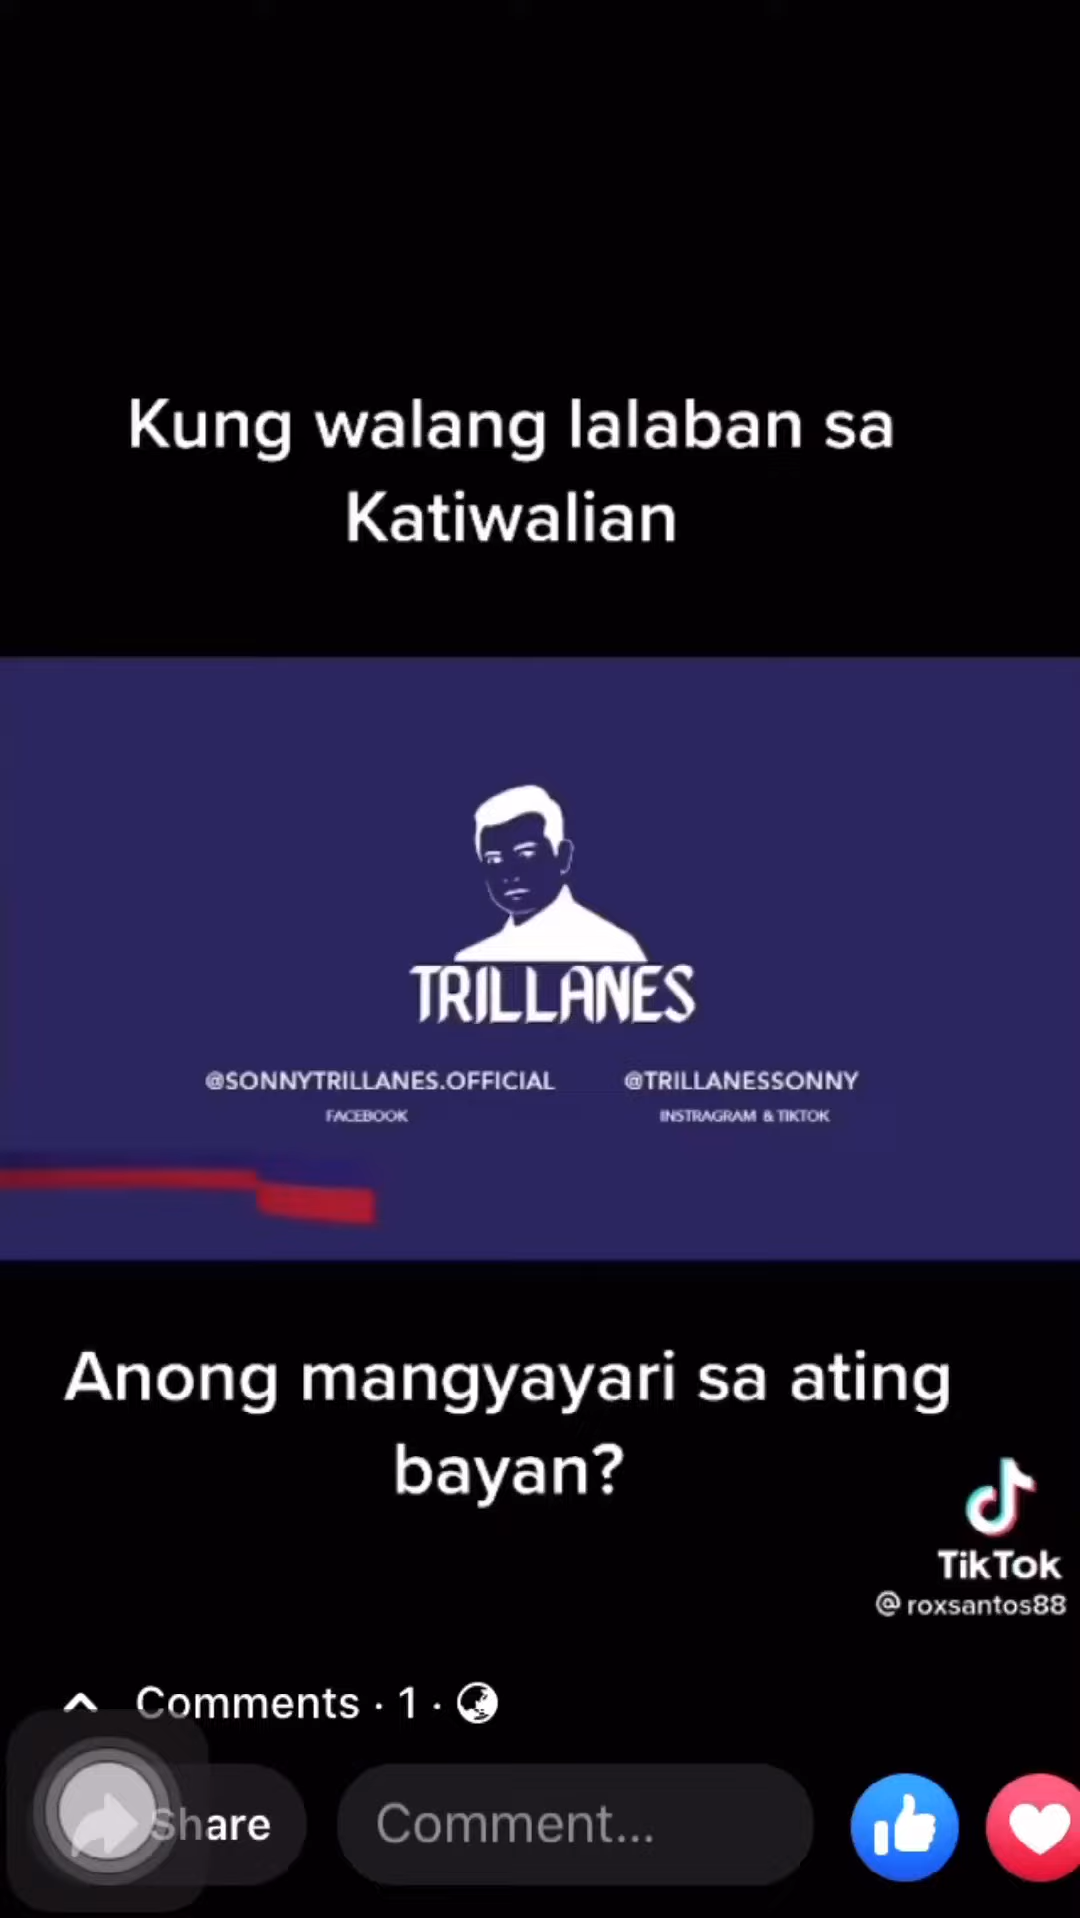 Kung walang lalaban sa
Katiwalian
TRILLANES
@SONNYTRILLANES.OFFICIAL
FACEBOOK
@TRILLANESSONNY
INSTRAGRAM & TIKTOK
Anong mangyayari sa ating
bayan?
TikTok
@roxsantos88
Comments · 1 ·
Share
Comment...